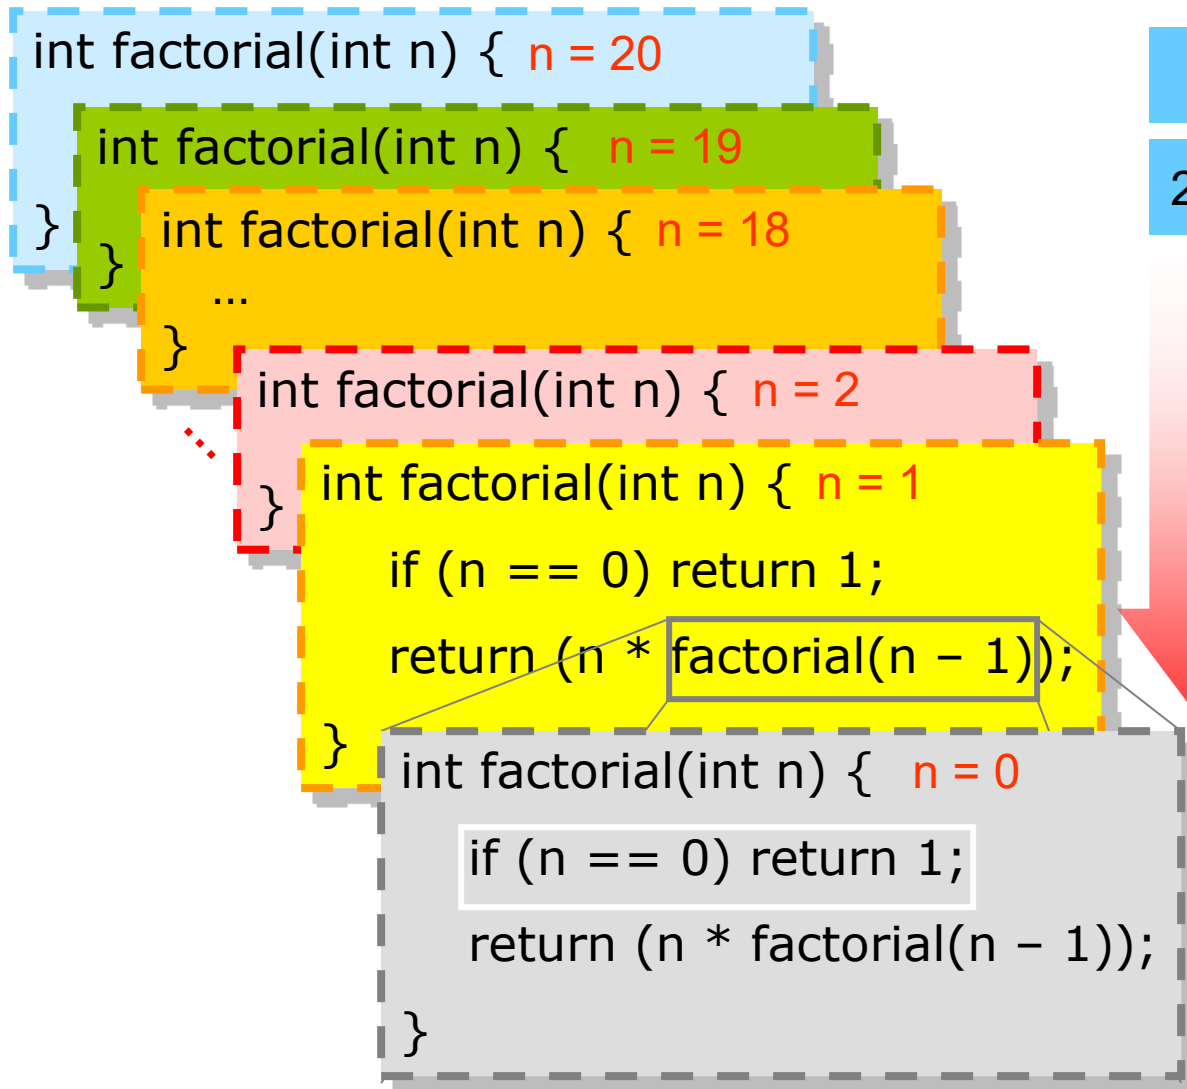 int factorial(int n) { n = 20
}
int factorial(int n) { n = 19
}
int factorial(int n) { n = 18
...
}
int factorial(int n) { n = 2
}
int factorial(int n) { n = 1
if (n == 0) return 1;
return (n * factorial(n – 1));
}
int factorial(int n) { n = 0
if (n == 0) return 1;
return (n * factorial(n – 1));
}
2